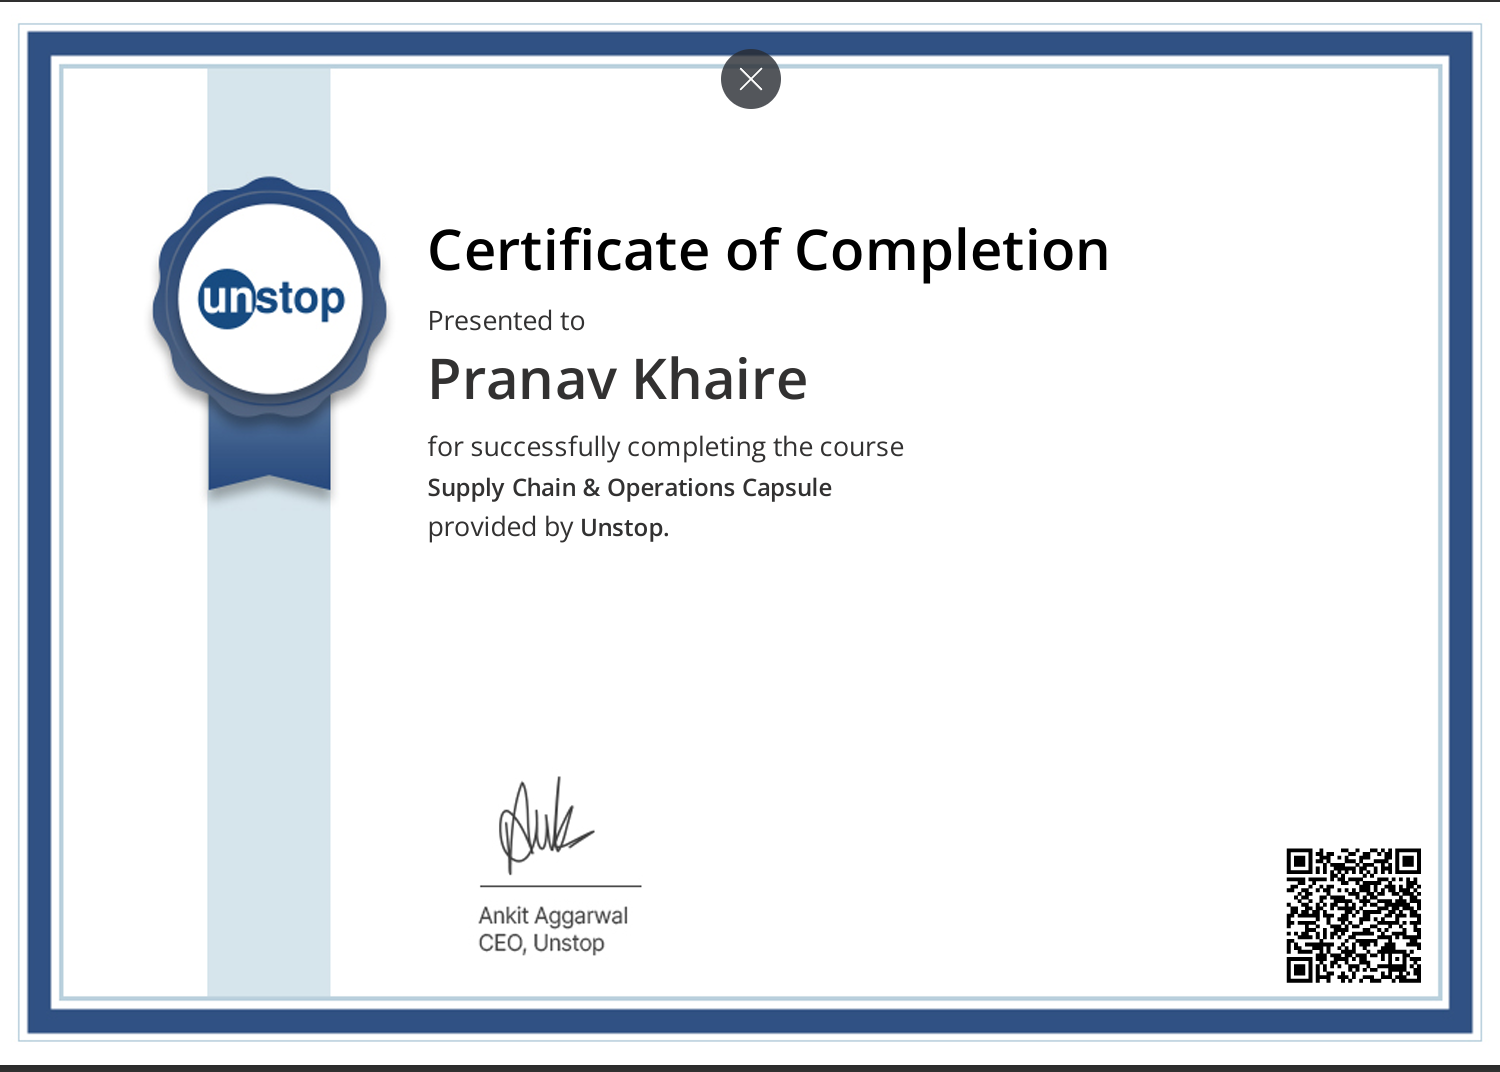 unstop
Certificate of Completion
Presented to
Pranav Khaire
for successfully completing the course
Supply Chain & Operations Capsule
provided by Unstop.
Ankit Aggarwal
CEO, Unstop